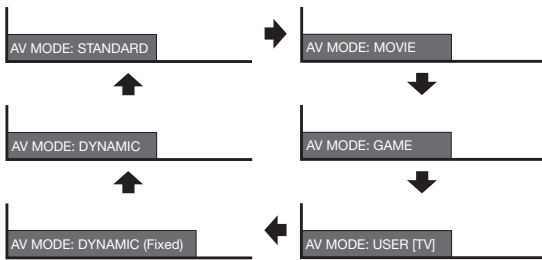 AV MODE: STANDARD
AV MODE: MOVIE
AV MODE: DYNAMIC
AV MODE: GAME
AV MODE: DYNAMIC (Fixed)
AV MODE: USER [TV]